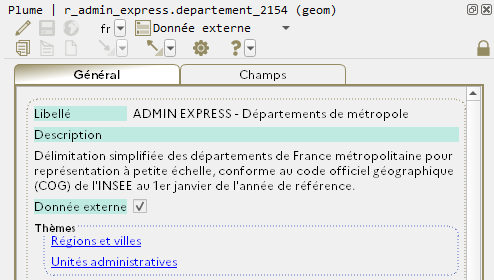 Plume | r_admin_express.departement_2154 (geom)
fr Donnée externe
?
Général Champs
Libellé ADMIN EXPRESS - Départements de métropole
Description
Délimitation simplifiée des départements de France métropolitaine pour
représentation à petite échelle, conforme au code officiel géographique
(COG) de l'INSEE au 1er janvier de l'année de référence.
Donnée externe
Thèmes
Régions et villes
Unités administratives